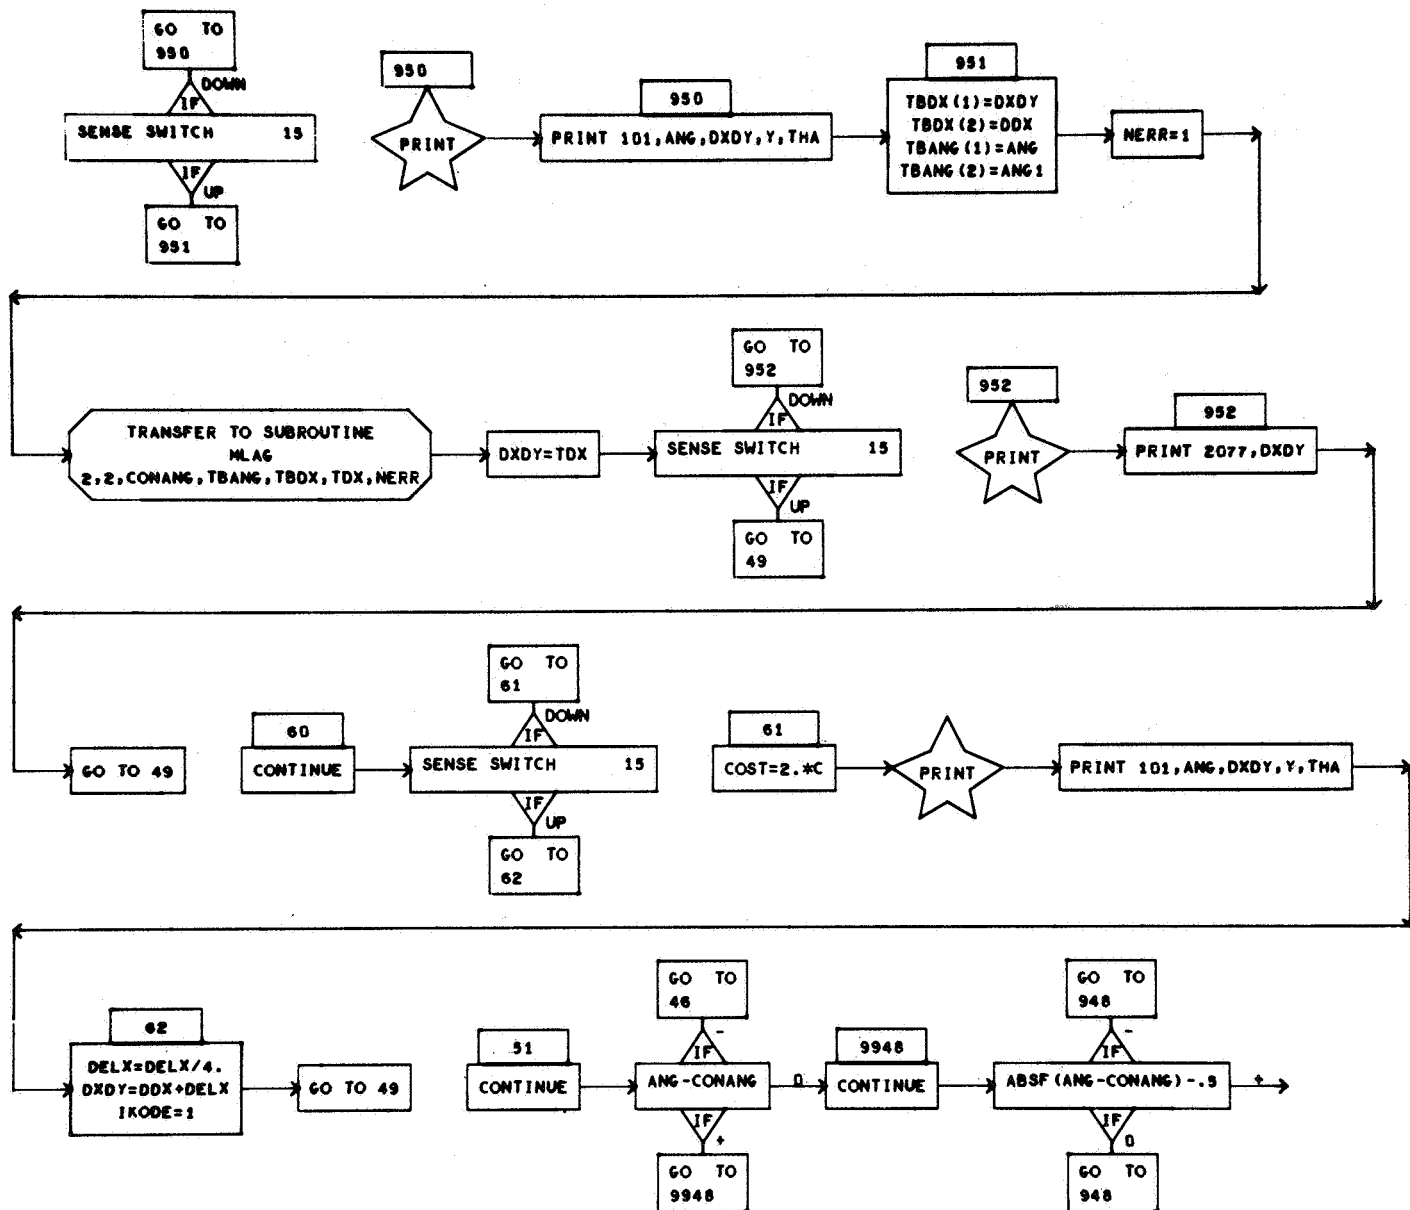 GO TO
950
DOWN
IF
SENSE SWITCH 15
IF
UP
GO TO
951
950
PRINT
950
PRINT 101,ANG,DXDY,Y,THA
951
TBDX(1)=DXDY
TBDX(2)=DDX
TBANG(1)=ANG
TBANG(2)=ANG1
NERR=1
TRANSFER TO SUBROUTINE
MLAG
2,2,CONANG,TBANG,TBDX,TDX,NERR
DXDY=TDX
GO TO
952
DOWN
IF
SENSE SWITCH 15
IF
UP
GO TO
49
952
PRINT
952
PRINT 2077,DXDY
GO TO 49
60
CONTINUE
GO TO
61
DOWN
IF
SENSE SWITCH 15
IF
UP
GO TO
62
61
COST=2.*C
PRINT
PRINT 101,ANG,DXDY,Y,THA
62
DELX=DELX/4.
DXDY=DDX+DELX
IKODE=1
GO TO 49
51
CONTINUE
GO TO
46
-
IF
ANG-CONANG 0
IF
+
GO TO
9948
9948
CONTINUE
GO TO
948
-
IF
ABSF(ANG-CONANG)-.5 +
IF
0
GO TO
948